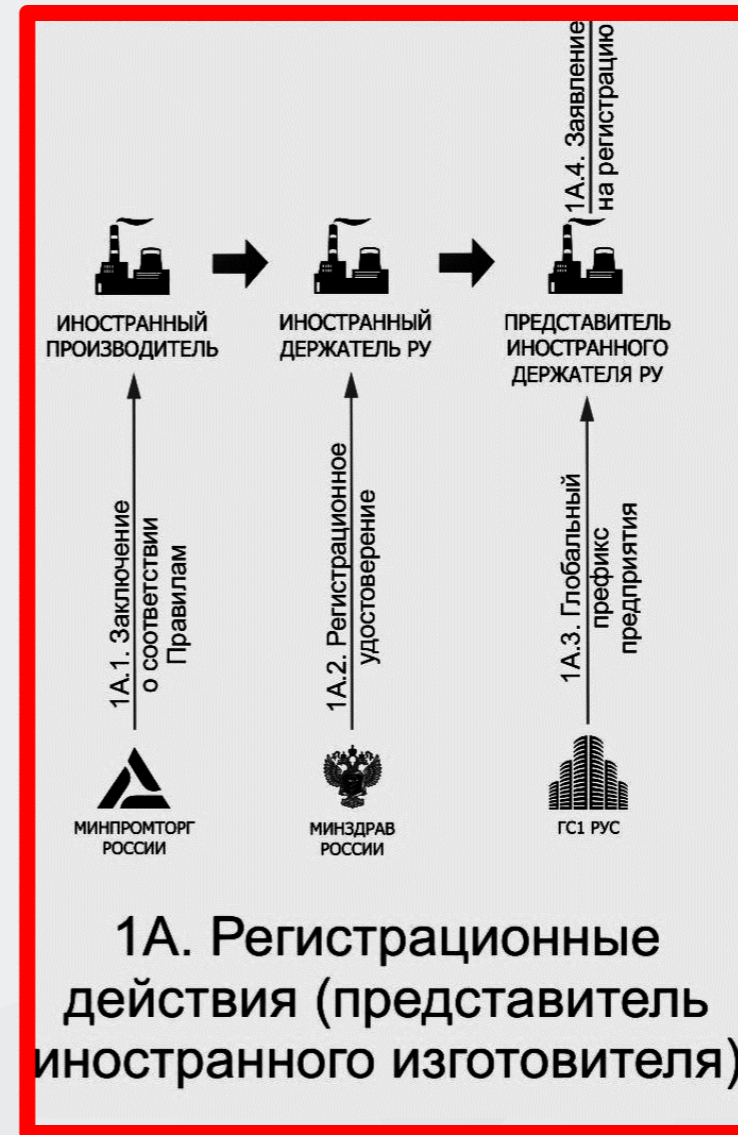 1А.4. Заявление
на регистрацию
ИНОСТРАННЫЙ
ПРОИЗВОДИТЕЛЬ
ИНОСТРАННЫЙ
ДЕРЖАТЕЛЬ РУ
ПРЕДСТАВИТЕЛЬ
ИНОСТРАННОГО
ДЕРЖАТЕЛЯ РУ
1А.1. Заключение
о соответствии
Правилам
1А.2. Регистрационное
удостоверение
1А.3. Глобальный
префикс
предприятия
МИНПРОМТОРГ
РОССИИ
МИНЗДРАВ
РОССИИ
ГС1 РУС
1А. Регистрационные
действия (представитель
иностранного изготовителя)